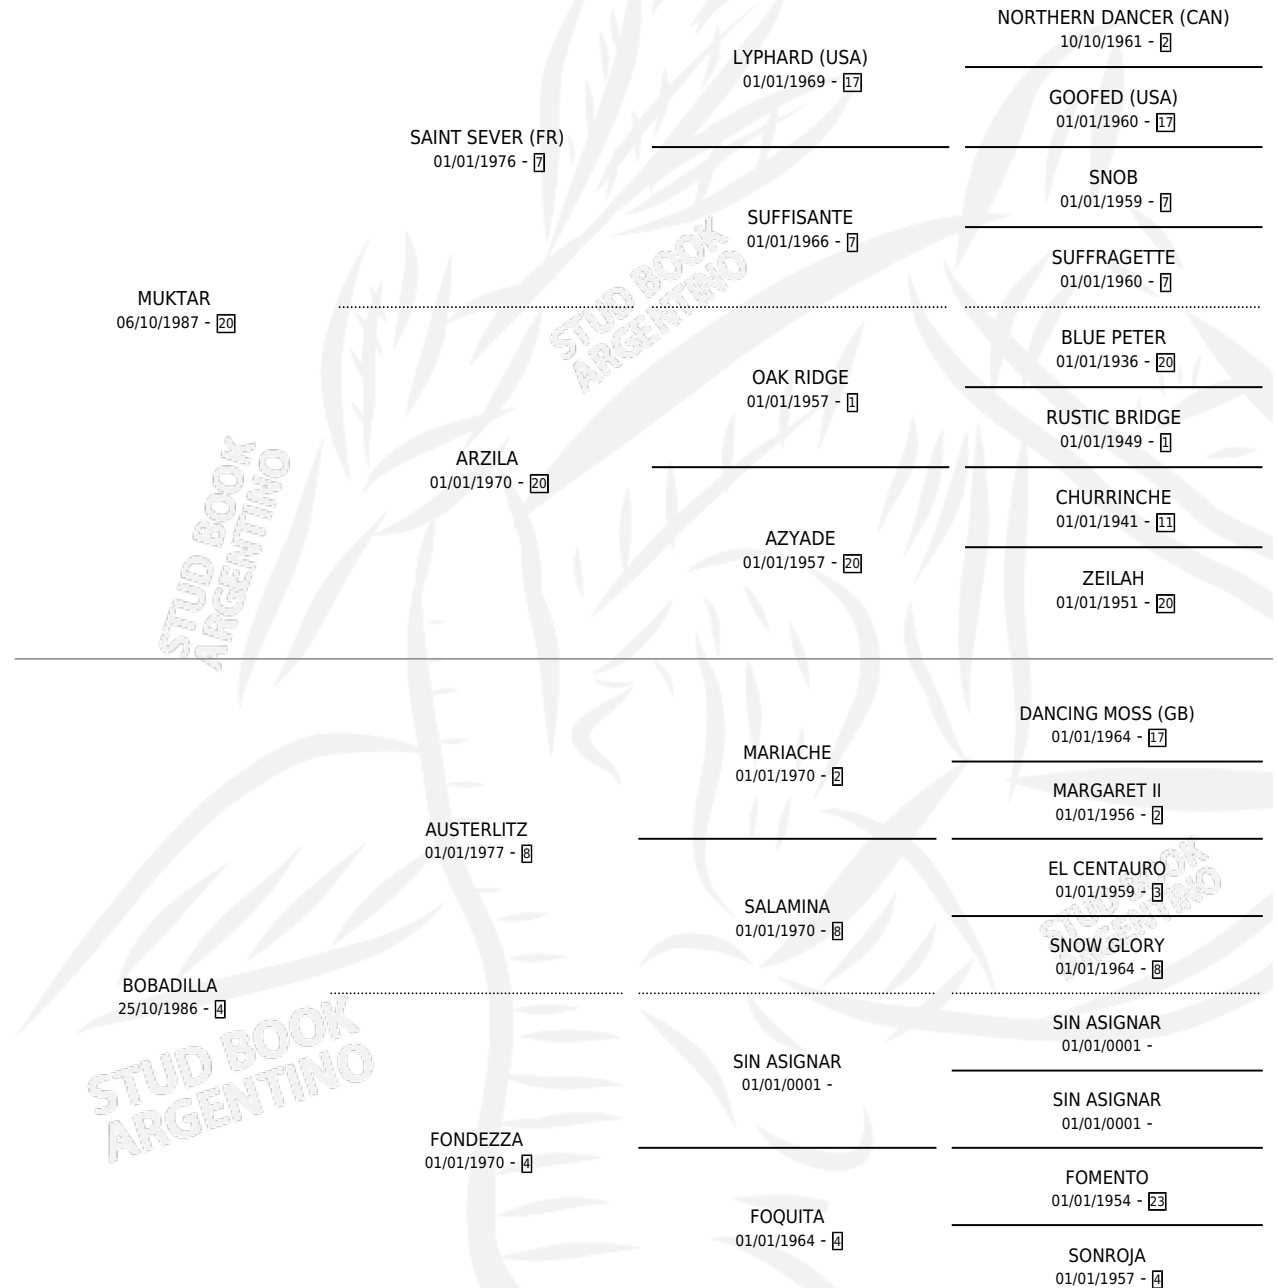 NORTHERN DANCER (CAN)
10/10/1961 - 2
LYPHARD (USA)
01/01/1969 - 17
GOOFED (USA)
01/01/1960 - 17
SAINT SEVER (FR)
01/01/1976 - 7
SNOB
01/01/1959 - 7
SUFFISANTE
01/01/1966 - 7
SUFFRAGETTE
01/01/1960 - 7
MUKTAR
06/10/1987 - 20
BLUE PETER
01/01/1936 - 20
OAK RIDGE
01/01/1957 - 1
RUSTIC BRIDGE
01/01/1949 - 1
ARZILA
01/01/1970 - 20
CHURRINCHE
01/01/1941 - 11
AZYADE
01/01/1957 - 20
ZEILAH
01/01/1951 - 20
STUD BOOK
ARGENTINO
STUD BOOK
ARGENTINO
DANCING MOSS (GB)
01/01/1964 - 17
MARIACHE
01/01/1970 - 2
MARGARET II
01/01/1956 - 2
AUSTERLITZ
01/01/1977 - 8
EL CENTAURO
01/01/1959 - 3
SALAMINA
01/01/1970 - 8
SNOW GLORY
01/01/1964 - 8
BOBADILLA
25/10/1986 - 4
SIN ASIGNAR
01/01/0001 -
SIN ASIGNAR
01/01/0001 -
SIN ASIGNAR
01/01/0001 -
FONDEZZA
01/01/1970 - 4
FOMENTO
01/01/1954 - 23
FOQUITA
01/01/1964 - 4
SONROJA
01/01/1957 - 4
STUD BOOK
ARGENTINO
STUD BOOK
ARGENTINO